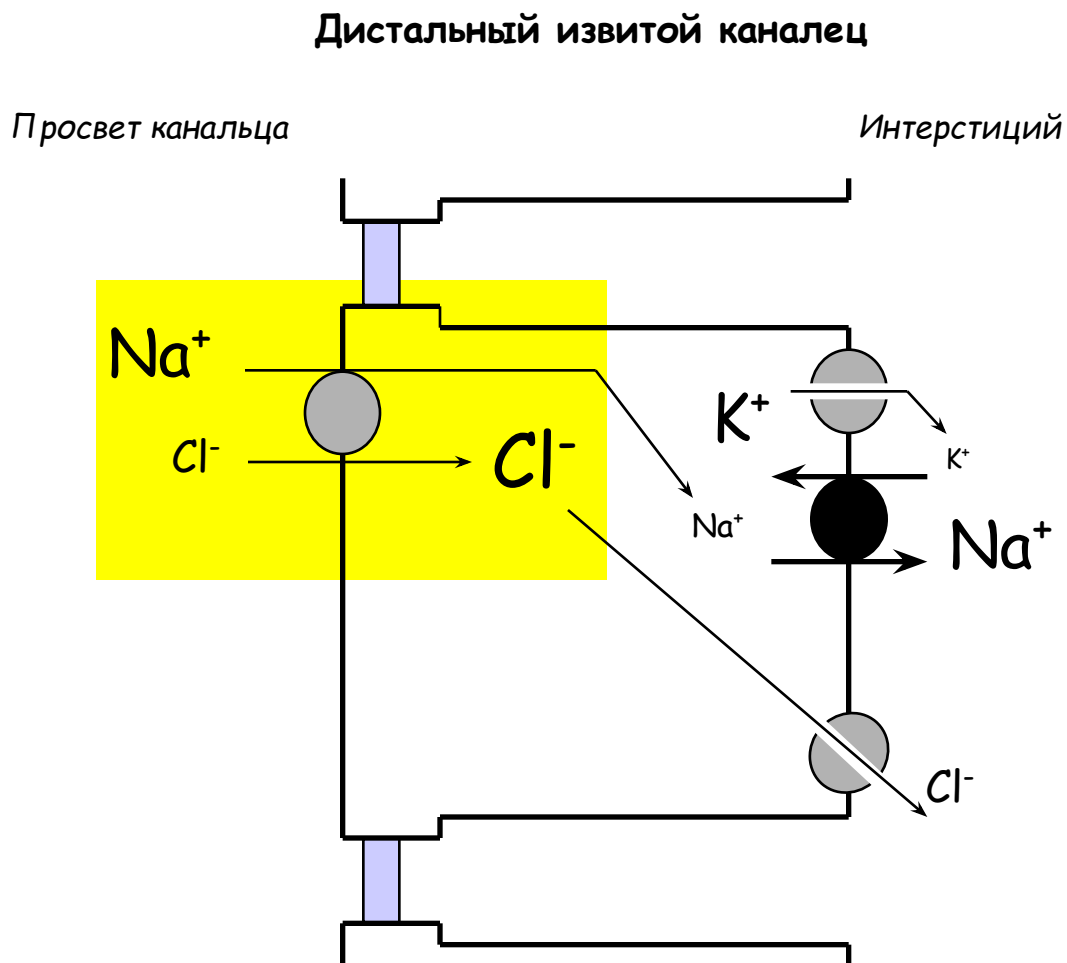 Дистальный извитой каналец
Просвет канальца
Интерстиций
Na⁺
K⁺
Cl⁻
Cl⁻
K⁺
Na⁺
Na⁺
Cl⁻